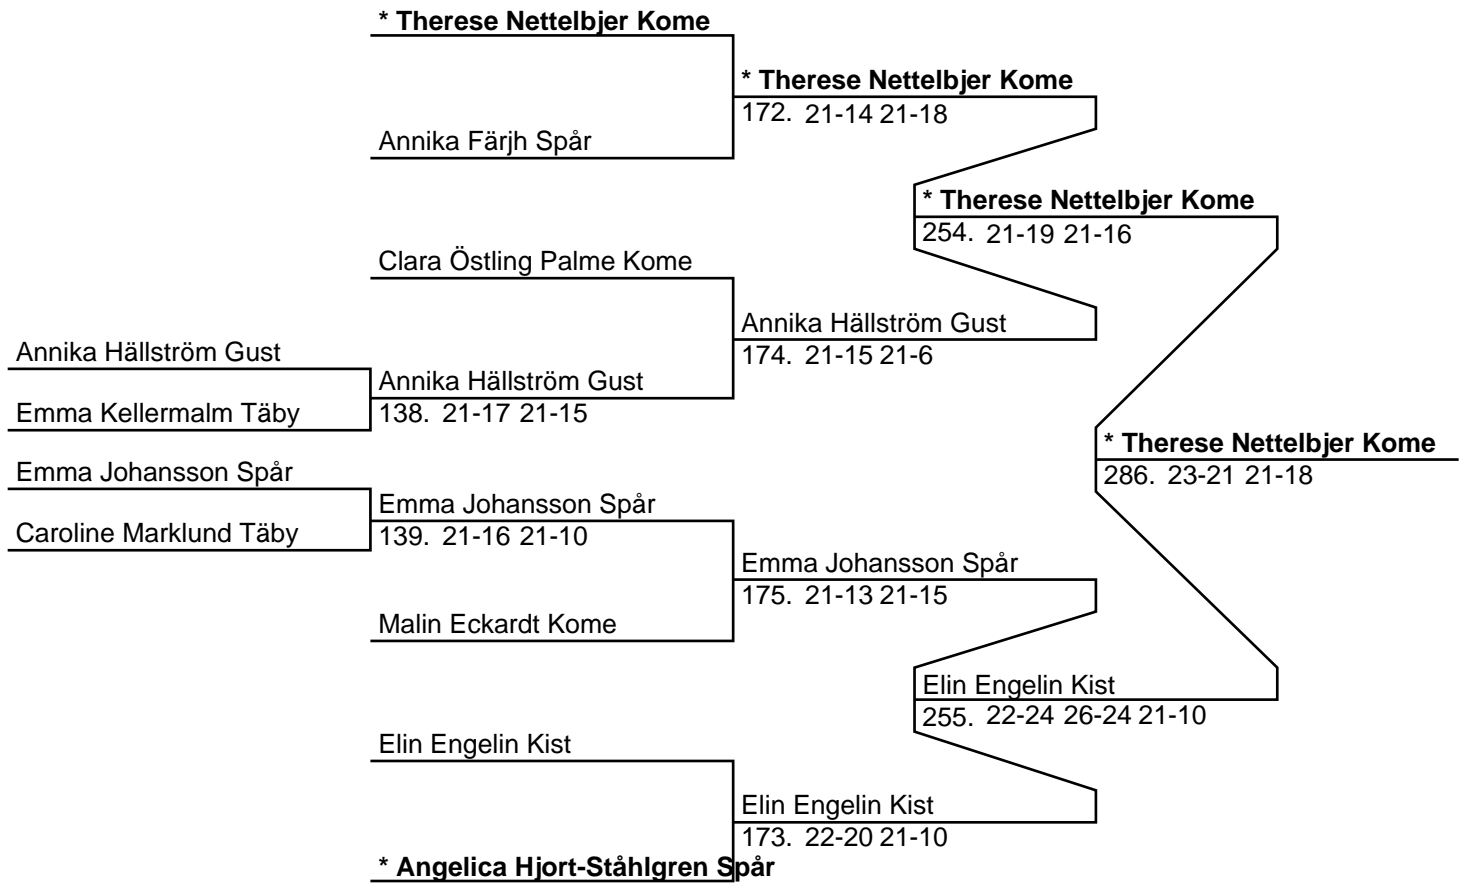 * Therese Nettelbjer Kome
* Therese Nettelbjer Kome
172. 21-14 21-18
Annika Färjh Spår
* Therese Nettelbjer Kome
254. 21-19 21-16
Clara Östling Palme Kome
Annika Hällström Gust
174. 21-15 21-6
Annika Hällström Gust
Annika Hällström Gust
138. 21-17 21-15
Emma Kellermalm Täby
* Therese Nettelbjer Kome
286. 23-21 21-18
Emma Johansson Spår
Emma Johansson Spår
139. 21-16 21-10
Caroline Marklund Täby
Emma Johansson Spår
175. 21-13 21-15
Malin Eckardt Kome
Elin Engelin Kist
255. 22-24 26-24 21-10
Elin Engelin Kist
Elin Engelin Kist
173. 22-20 21-10
* Angelica Hjort-Ståhlgren Spår